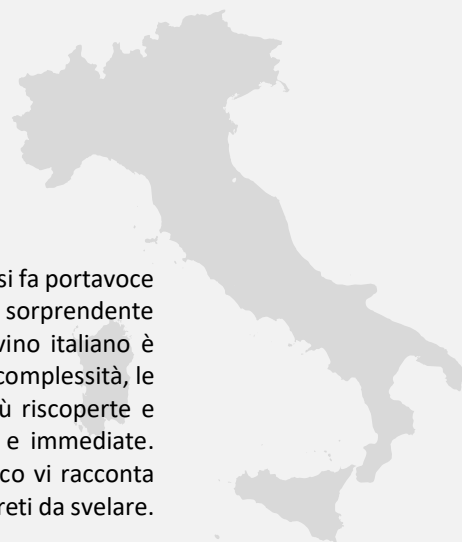 si fa portavoce
sorprendente
vino italiano è
complessità, le
ù riscoperte e
e immediate.
co vi racconta
reti da svelare.